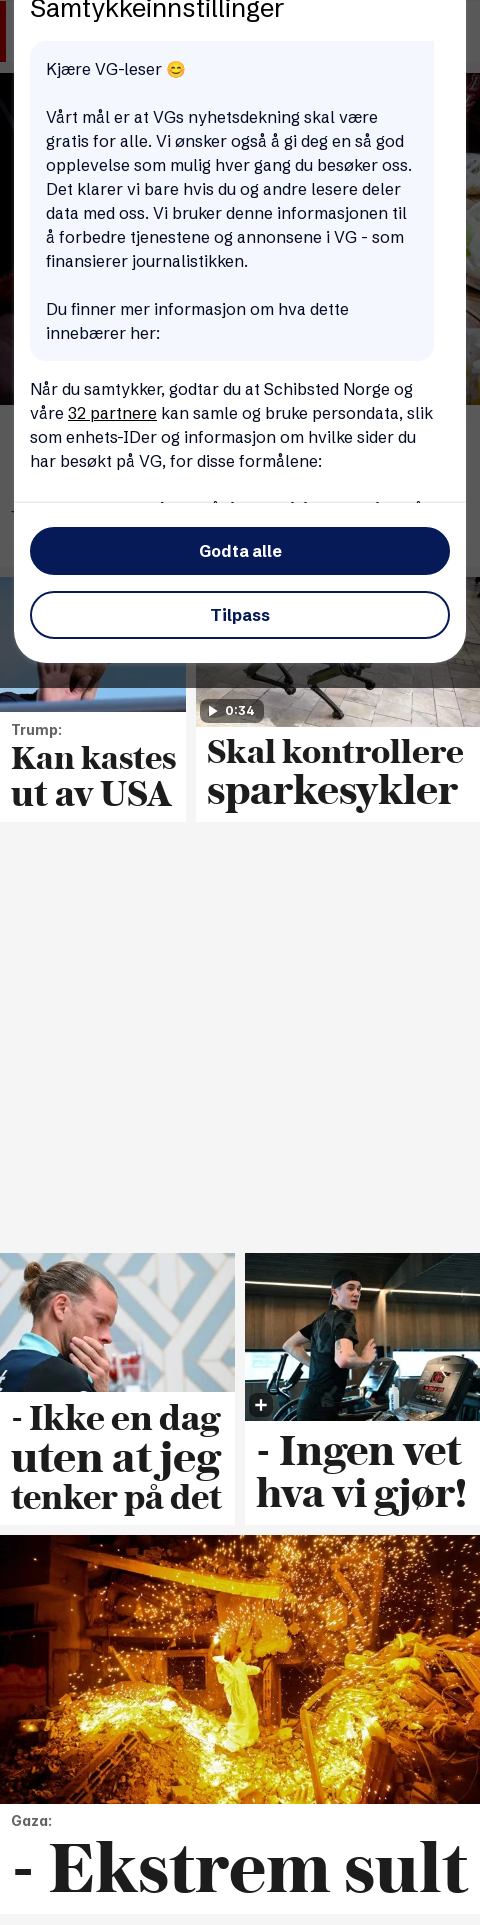 Samtykkeinnstillinger
Kjære VG-leser 😊
Vårt mål er at VGs nyhetsdekning skal være
gratis for alle. Vi ønsker også å gi deg en så god
opplevelse som mulig hver gang du besøker oss.
Det klarer vi bare hvis du og andre lesere deler
data med oss. Vi bruker denne informasjonen til
å forbedre tjenestene og annonsene i VG - som
finansierer journalistikken.
Du finner mer informasjon om hva dette
innebærer her:
Når du samtykker, godtar du at Schibsted Norge og
våre 32 partnere kan samle og bruke persondata, slik
som enhets-IDer og informasjon om hvilke sider du
har besøkt på VG, for disse formålene:
Godta alle
Tilpass
0:34
Trump:
Kan kastes
ut av USA
Skal kontrollere
sparkesykler
- Ikke en dag
uten at jeg
tenker på det
- Ingen vet
hva vi gjør!
Gaza:
- Ekstrem sult